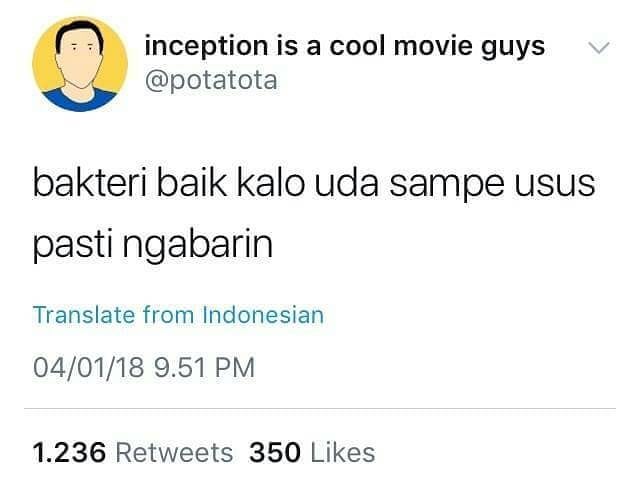 inception is a cool movie guys
@potatota
bakteri baik kalo uda sampe usus
pasti ngabarin
Translate from Indonesian
04/01/18 9.51 PM
1.236 Retweets 350 Likes